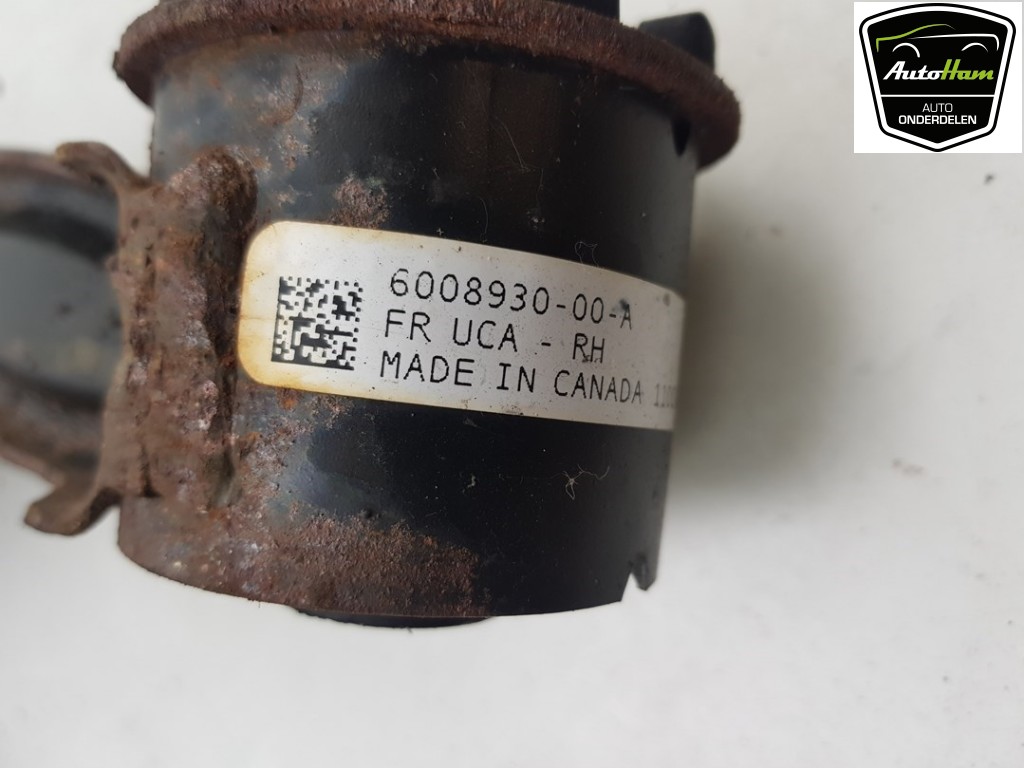 AutoHam
AUTO
ONDERDELEN
6008930-00-A
FR UCA - RH
MADE IN CANADA